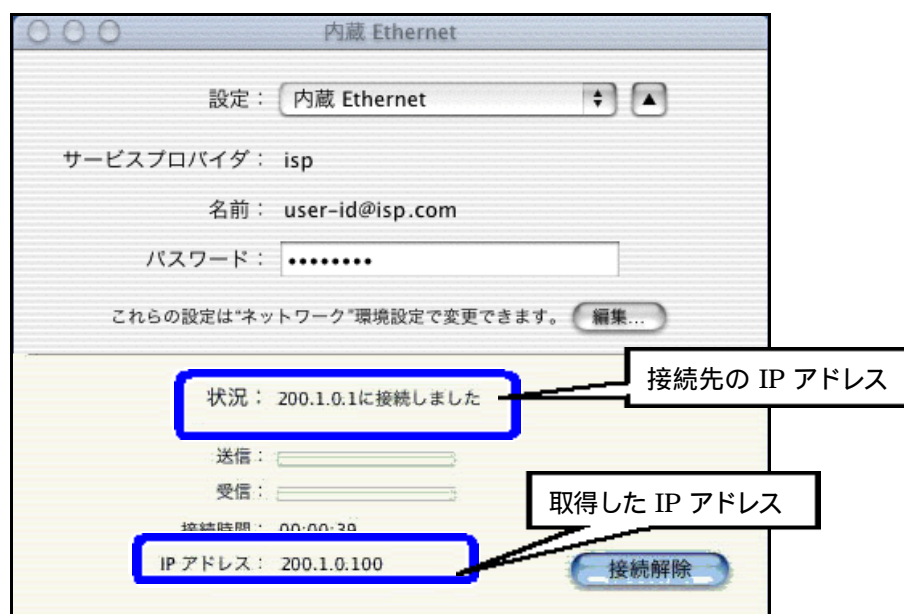 内蔵 Ethernet
設定： 内蔵 Ethernet
サービスプロバイダ： isp
名前： user-id@isp.com
パスワード： ••••••••
これらの設定は“ネットワーク”環境設定で変更できます。 編集...
接続先の IP アドレス
状況： 200.1.0.1に接続しました
送信：
受信：
取得した IP アドレス
接続時間： 00:00:39
IP アドレス： 200.1.0.100
接続解除